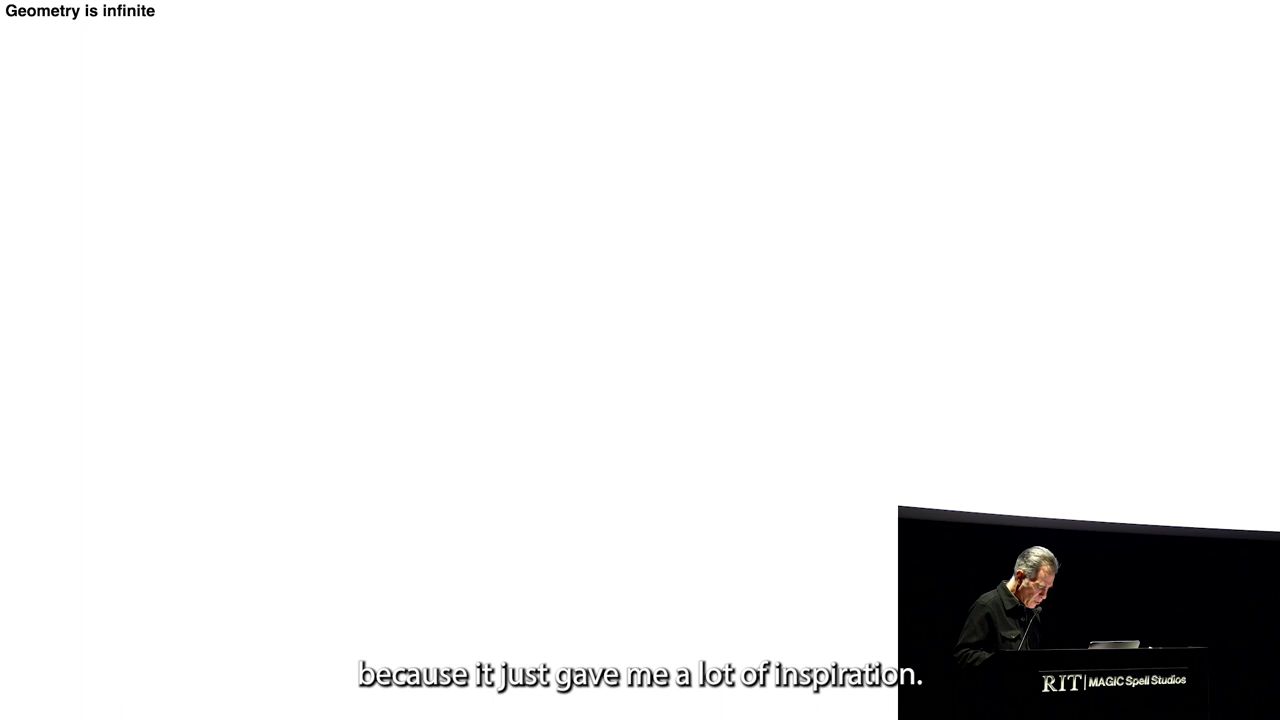 Geometry is infinite
because it just gave me a lot of inspiration.
RIT | MAGIC Spell Studios